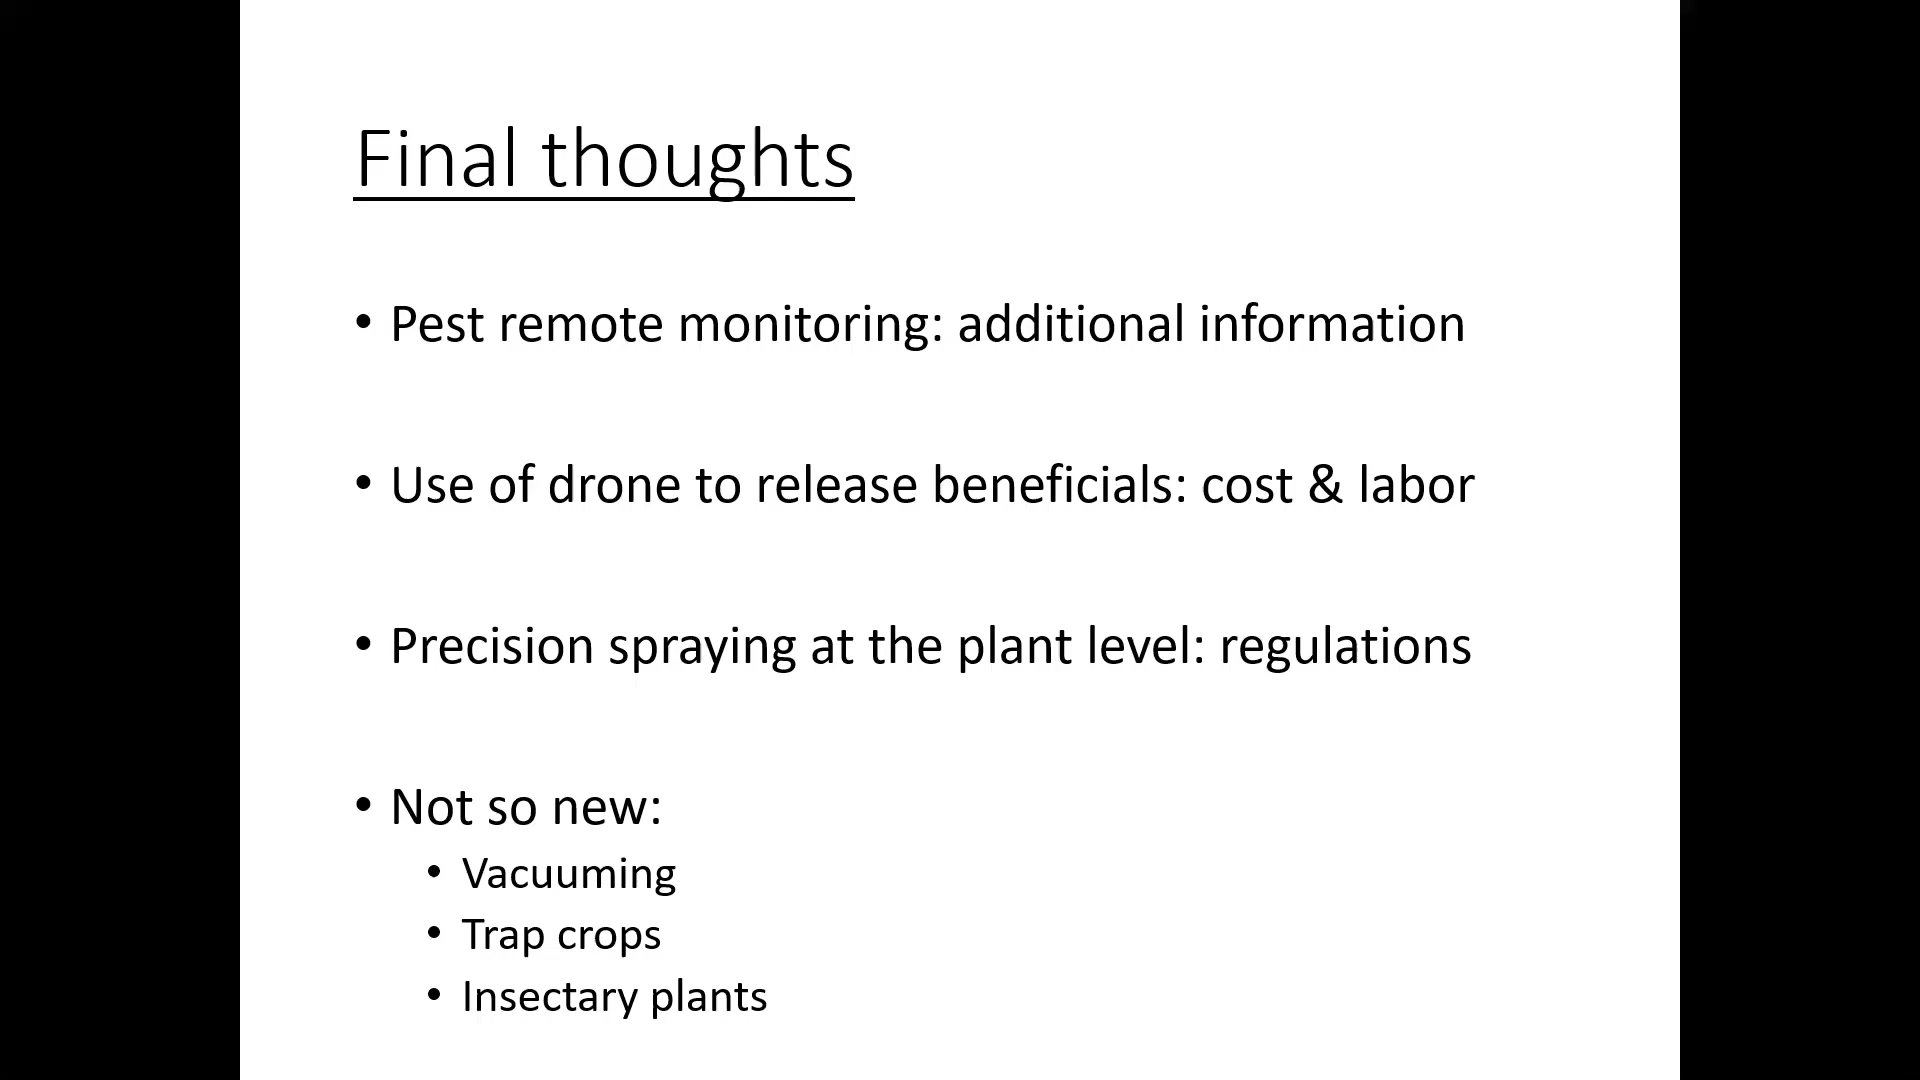 Final thoughts
• Pest remote monitoring: additional information
• Use of drone to release beneficials: cost & labor
• Precision spraying at the plant level: regulations
• Not so new:
• Vacuuming
• Trap crops
• Insectary plants